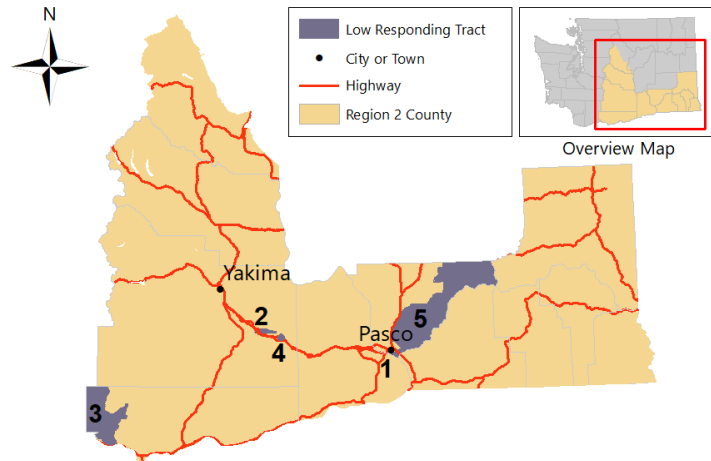 N
Low Responding Tract
City or Town
Highway
Region 2 County
Overview Map
Yakima
2
4
Pasco
5
1
3